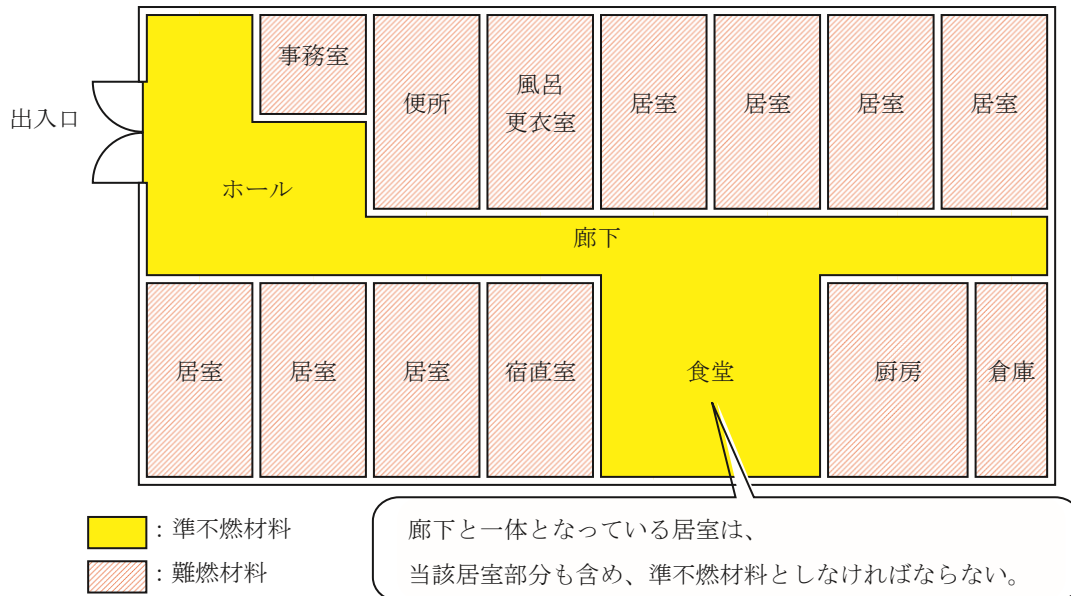 事務室
便所
風呂
更衣室
居室
居室
居室
居室
出入口
ホール
廊下
居室
居室
居室
宿直室
食堂
厨房
倉庫
：準不燃材料
：難燃材料
廊下と一体となっている居室は、
当該居室部分も含め、準不燃材料としなければならない。